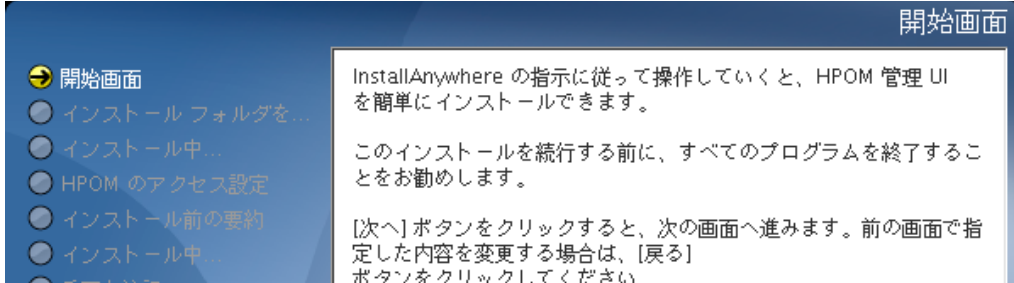 開始画面
開始画面
インストール フォルダを...
インストール中...
HPOM のアクセス設定
インストール前の要約
インストール中...
InstallAnywhere の指示に従って操作していくと、HPOM 管理 UI
を簡単にインストールできます。
このインストールを続行する前に、すべてのプログラムを終了するこ
とをお勧めします。
[次へ] ボタンをクリックすると、次の画面へ進みます。前の画面で指
定した内容を変更する場合は、[戻る]
ボタンをクリックしてください